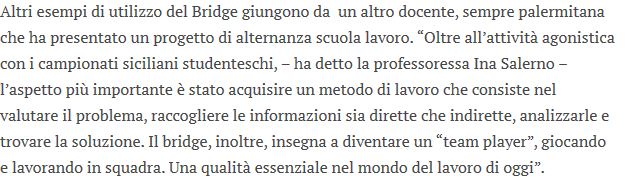 Altri esempi di utilizzo del Bridge giungono da  un altro docente, sempre palermitana
che ha presentato un progetto di alternanza scuola lavoro. “Oltre all’attività agonistica
con i campionati siciliani studenteschi, – ha detto la professoressa Ina Salerno –
l’aspetto più importante è stato acquisire un metodo di lavoro che consiste nel
valutare il problema, raccogliere le informazioni sia dirette che indirette, analizzarle e
trovare la soluzione. Il bridge, inoltre, insegna a diventare un “team player”, giocando
e lavorando in squadra. Una qualità essenziale nel mondo del lavoro di oggi”.